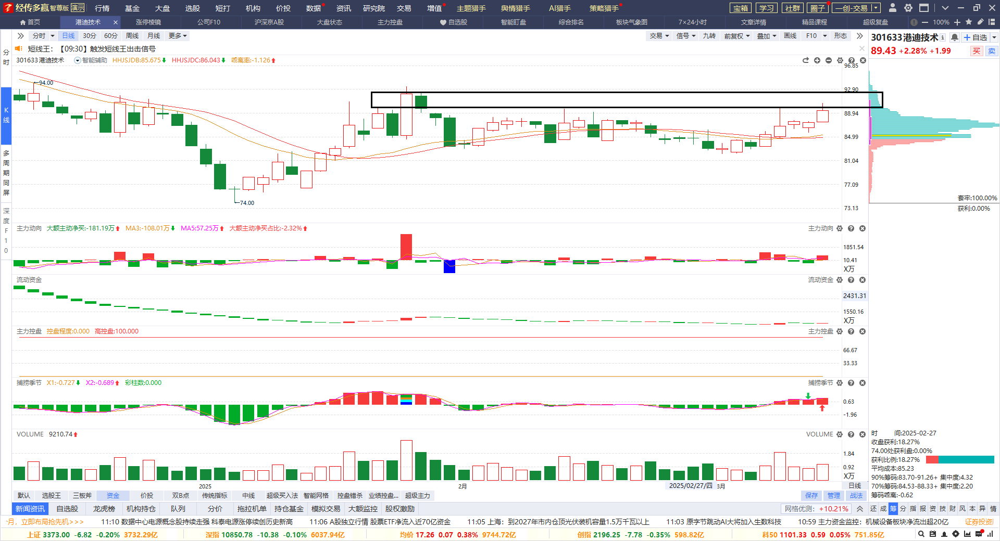 经传多赢 智尊版 演示 行情 基金 大盘 选股 短打 机构 价投 数据 资讯 研究院 交易 增值 主题猎手 舆情猎手 AI猎手 策略猎手 宝箱 学习 社群 圈子 一创-交易
首页 港迪技术 涨停棱镜 公司F10 沪深京A股 大盘状态 主力控盘 自选股 智能盯盘 综合排名 板块气象图 7×24小时 文章详情 精品课程 超级复盘 100%
分时 日线 30分 60分 周线 月线 更多 交易 信号 九转 前复权 叠加 画线 F10 形态
301633港迪技术 自选
89.43 +2.28% +1.99 买 卖
短线王：【09:30】触发短线王出击信号
301633港迪技术 智能辅助 HHJSJDB:85.675 HHJSJDC:86.043 乖离率:-1.126
分时
K线
多周期同屏
深度F10
96.85
92.90
88.94
84.99
81.04
77.09
73.13
94.00
74.00
套牢:100.00%
获利:0.00%
主力动向 大额主动净买:-181.19万 MA3:-108.01万 MA5:57.25万 大额主动净买占比:-2.32% 主力动向
1851.54
10.41
X万
流动资金 流动资金
2431.31
1550.16
X万
主力控盘 控盘程度:0.000 高控盘:100.000 主力控盘
66.67
33.33
捕捞季节 X1:-0.727 X2:-0.689 彩柱数:0.000 捕捞季节
0.63
-1.96
VOLUME 9210.74 VOLUME
1.84
0.92
X万
2025 2月 2025/02/27/四 3月 日线
时 间:2025-02-27
收盘获利:18.27%
74.00处获利盘:0.00%
获利比例:18.27%
平均成本:85.23
90%筹码:83.70-91.26+ 集中度:4.32
70%筹码:84.53-88.33+ 集中度:2.20
筹码乖离:-0.62
默认 选股王 三板斧 资金 价投 双B点 传统指标 中线 超级买入法 智能网格 控盘错杀 业绩控盘... 超级主力 保存 管理 战法
新闻资讯 自选股 龙虎榜 机构持仓 队列 分价 拖拉机单 持仓基金 模拟交易 大额监控 股权激励 网格优测：+10.21% 还 成 筹 分 指 报 资 技 财 风 本 异 情
月，立即布局抢先机>>> 11:10 数据中心电源概念股持续走强 科泰电源涨停续创历史新高 11:06 A股独立行情 股票ETF净流入近70亿资金 11:05 上海：到2027年市内仓顶光伏装机容量1.5万千瓦以上 11:03 原字节跳动AI大将加入生数科技 10:59 主力资金监控：机械设备板块净流出超20亿 证券投资
上证 3373.00 -6.82 -0.20% 3732.29亿 深指 10850.78 -10.38 -0.10% 6037.94亿 均价 17.26 0.07 0.38% 9744.72亿 创指 2196.25 -7.78 -0.35% 598.82亿 科50 1101.33 0.59 0.05% 751.85亿